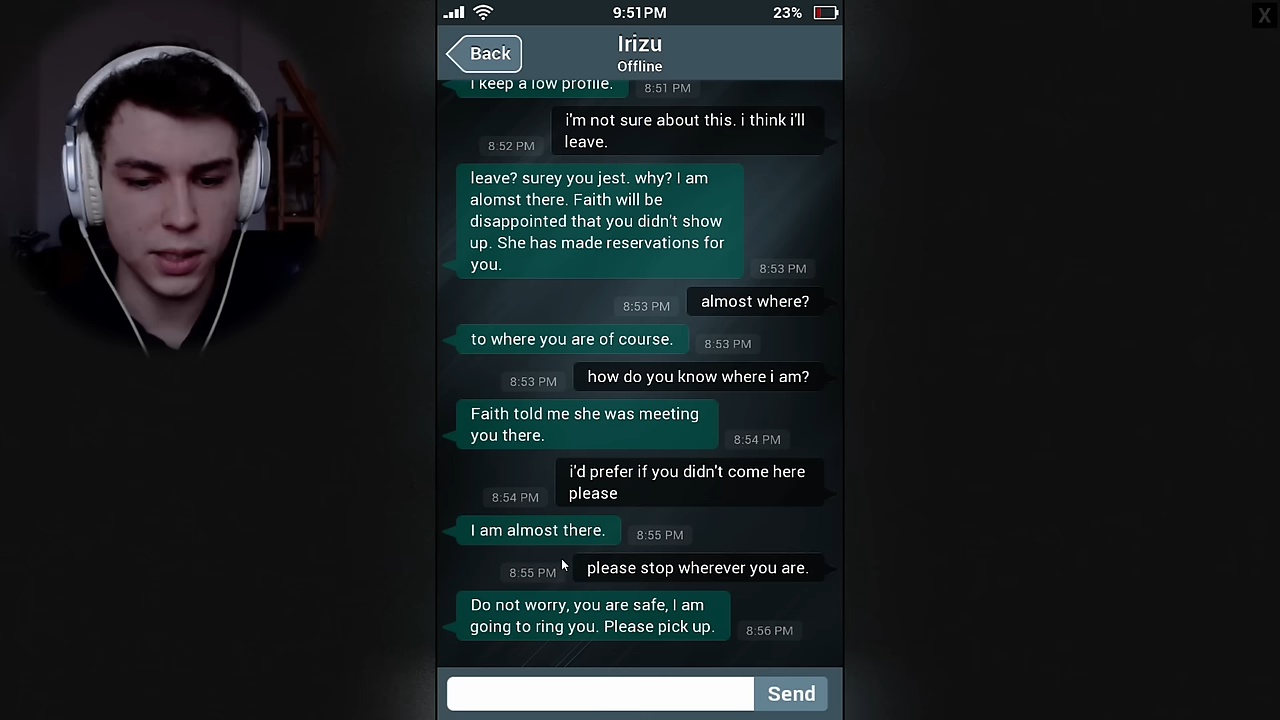 9:51PM
23%
X
Back
Irizu
Offline
I keep a low profile.
8:51 PM
i'm not sure about this. i think i'll
leave.
8:52 PM
leave? surey you jest. why? I am
alomst there. Faith will be
disappointed that you didn't show
up. She has made reservations for
you.
8:53 PM
almost where?
8:53 PM
to where you are of course.
8:53 PM
how do you know where i am?
8:53 PM
Faith told me she was meeting
you there.
8:54 PM
i'd prefer if you didn't come here
please
8:54 PM
I am almost there.
8:55 PM
please stop wherever you are.
8:55 PM
Do not worry, you are safe, I am
going to ring you. Please pick up.
8:56 PM
Send